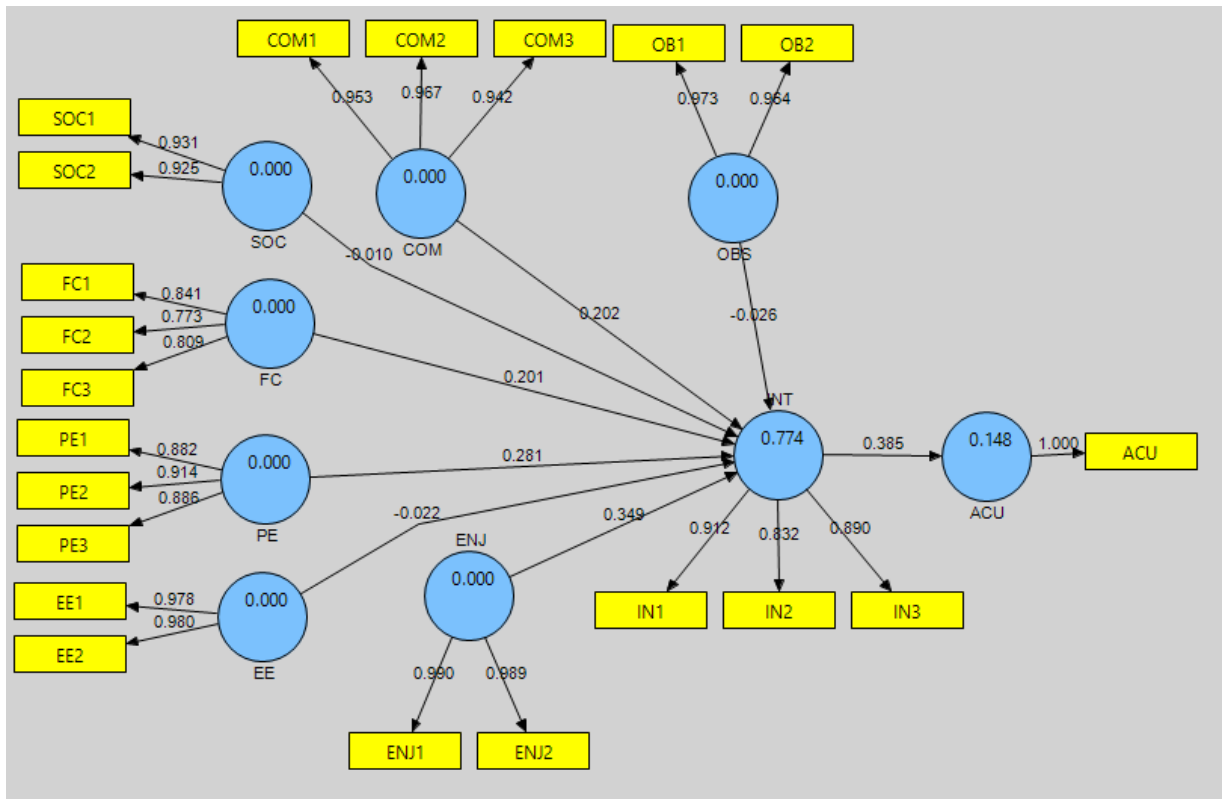 COM1
COM2
COM3
OB1
OB2
0.953
0.967
0.942
0.973
0.964
SOC1
SOC2
0.931
0.925
0.000
SOC
0.000
COM
0.000
OBS
-0.010
0.202
-0.026
FC1
FC2
FC3
0.841
0.773
0.809
0.000
FC
0.201
PE1
PE2
PE3
0.882
0.914
0.886
0.000
PE
0.281
INT
0.774
0.385
0.148
ACU
1.000
ACU
-0.022
0.349
ENJ
0.000
EE1
EE2
0.978
0.980
0.000
EE
0.912
0.832
0.890
IN1
IN2
IN3
0.990
0.989
ENJ1
ENJ2